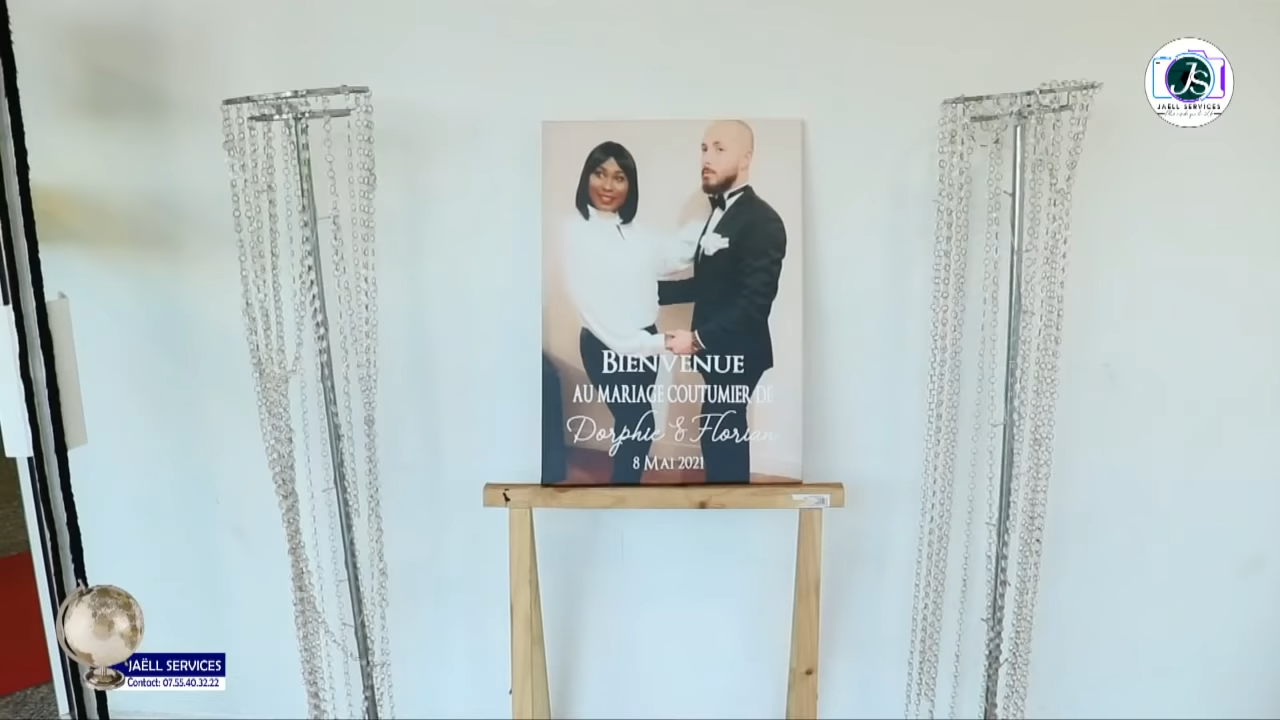 JS
JAËLL SERVICES
BIENVENUE
AU MARIAGE COUTUMIER DE
Dorphie & Florian
8 MAI 2021
JAËLL SERVICES
Contact: 07.55.40.32.22